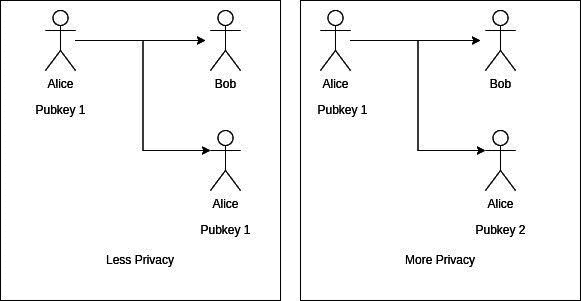 Alice
Bob
Pubkey 1
Alice
Pubkey 1
Less Privacy
Alice
Bob
Pubkey 1
Alice
Pubkey 2
More Privacy